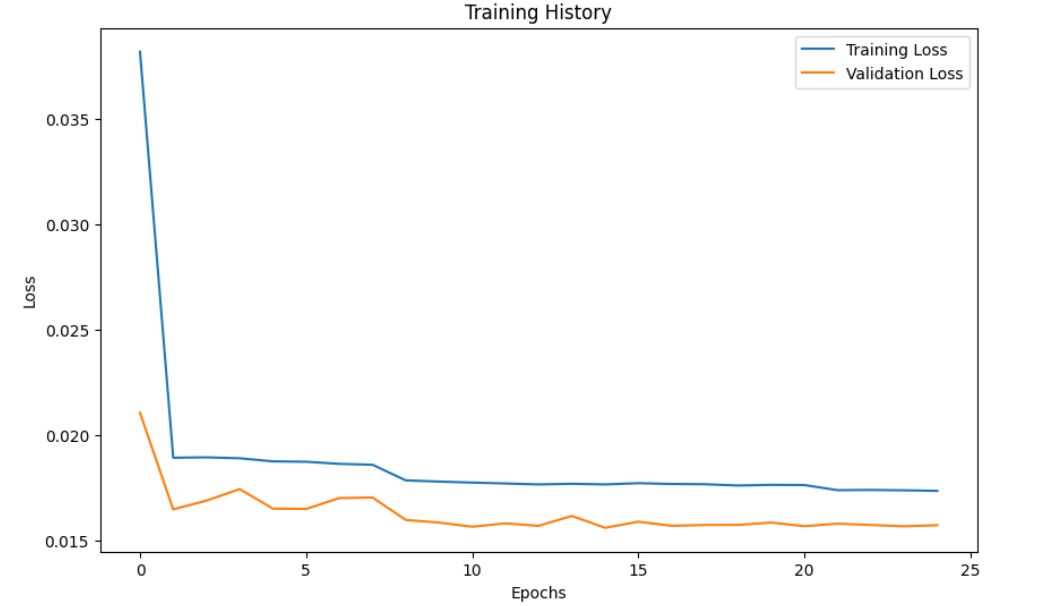 Training History
Training Loss
Validation Loss
0.035
0.030
0.025
0.020
0.015
Loss
0 5 10 15 20 25
Epochs